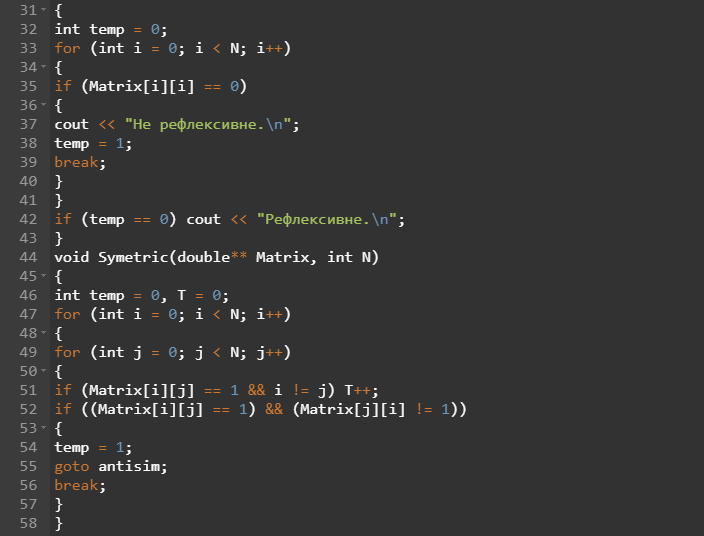 31 {
32 int temp = 0;
33 for (int i = 0; i < N; i++)
34 {
35 if (Matrix[i][i] == 0)
36 {
37 cout << "Не рефлексивне.\n";
38 temp = 1;
39 break;
40 }
41 }
42 if (temp == 0) cout << "Рефлексивне.\n";
43 }
44 void Symetric(double** Matrix, int N)
45 {
46 int temp = 0, T = 0;
47 for (int i = 0; i < N; i++)
48 {
49 for (int j = 0; j < N; j++)
50 {
51 if (Matrix[i][j] == 1 && i != j) T++;
52 if ((Matrix[i][j] == 1) && (Matrix[j][i] != 1))
53 {
54 temp = 1;
55 goto antisim;
56 break;
57 }
58 }